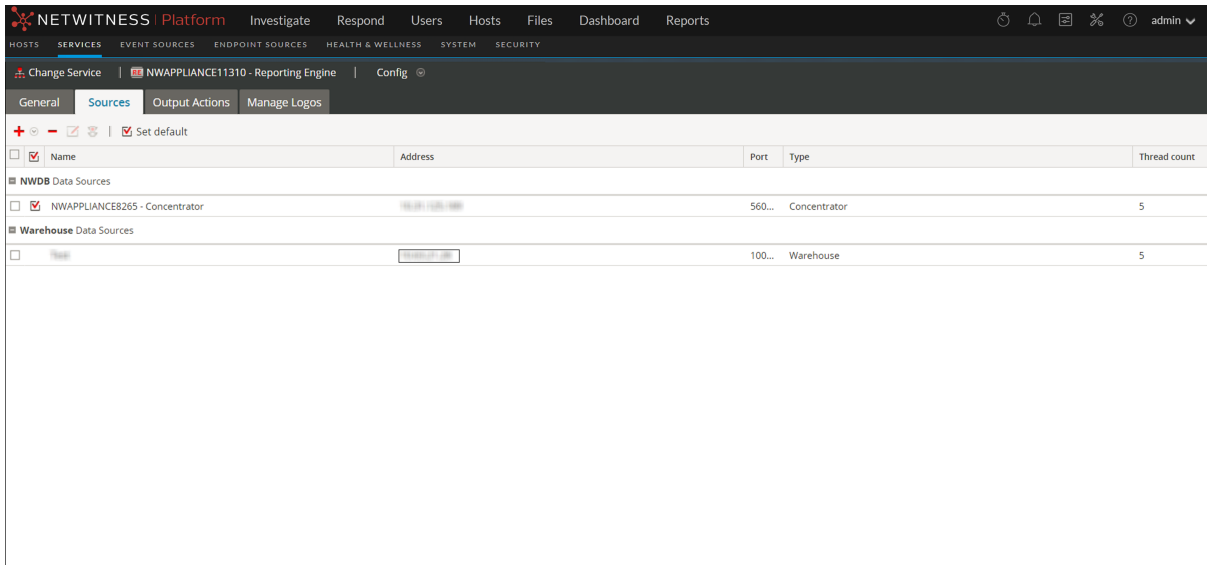 NETWITNESS | Platform Investigate Respond Users Hosts Files Dashboard Reports admin
HOSTS SERVICES EVENT SOURCES ENDPOINT SOURCES HEALTH & WELLNESS SYSTEM SECURITY
Change Service | RE NWAPPLIANCE11310 - Reporting Engine | Config
General Sources Output Actions Manage Logos
Set default
Name Address Port Type Thread count
NWDB Data Sources
NWAPPLIANCE8265 - Concentrator 560... Concentrator 5
Warehouse Data Sources
100... Warehouse 5